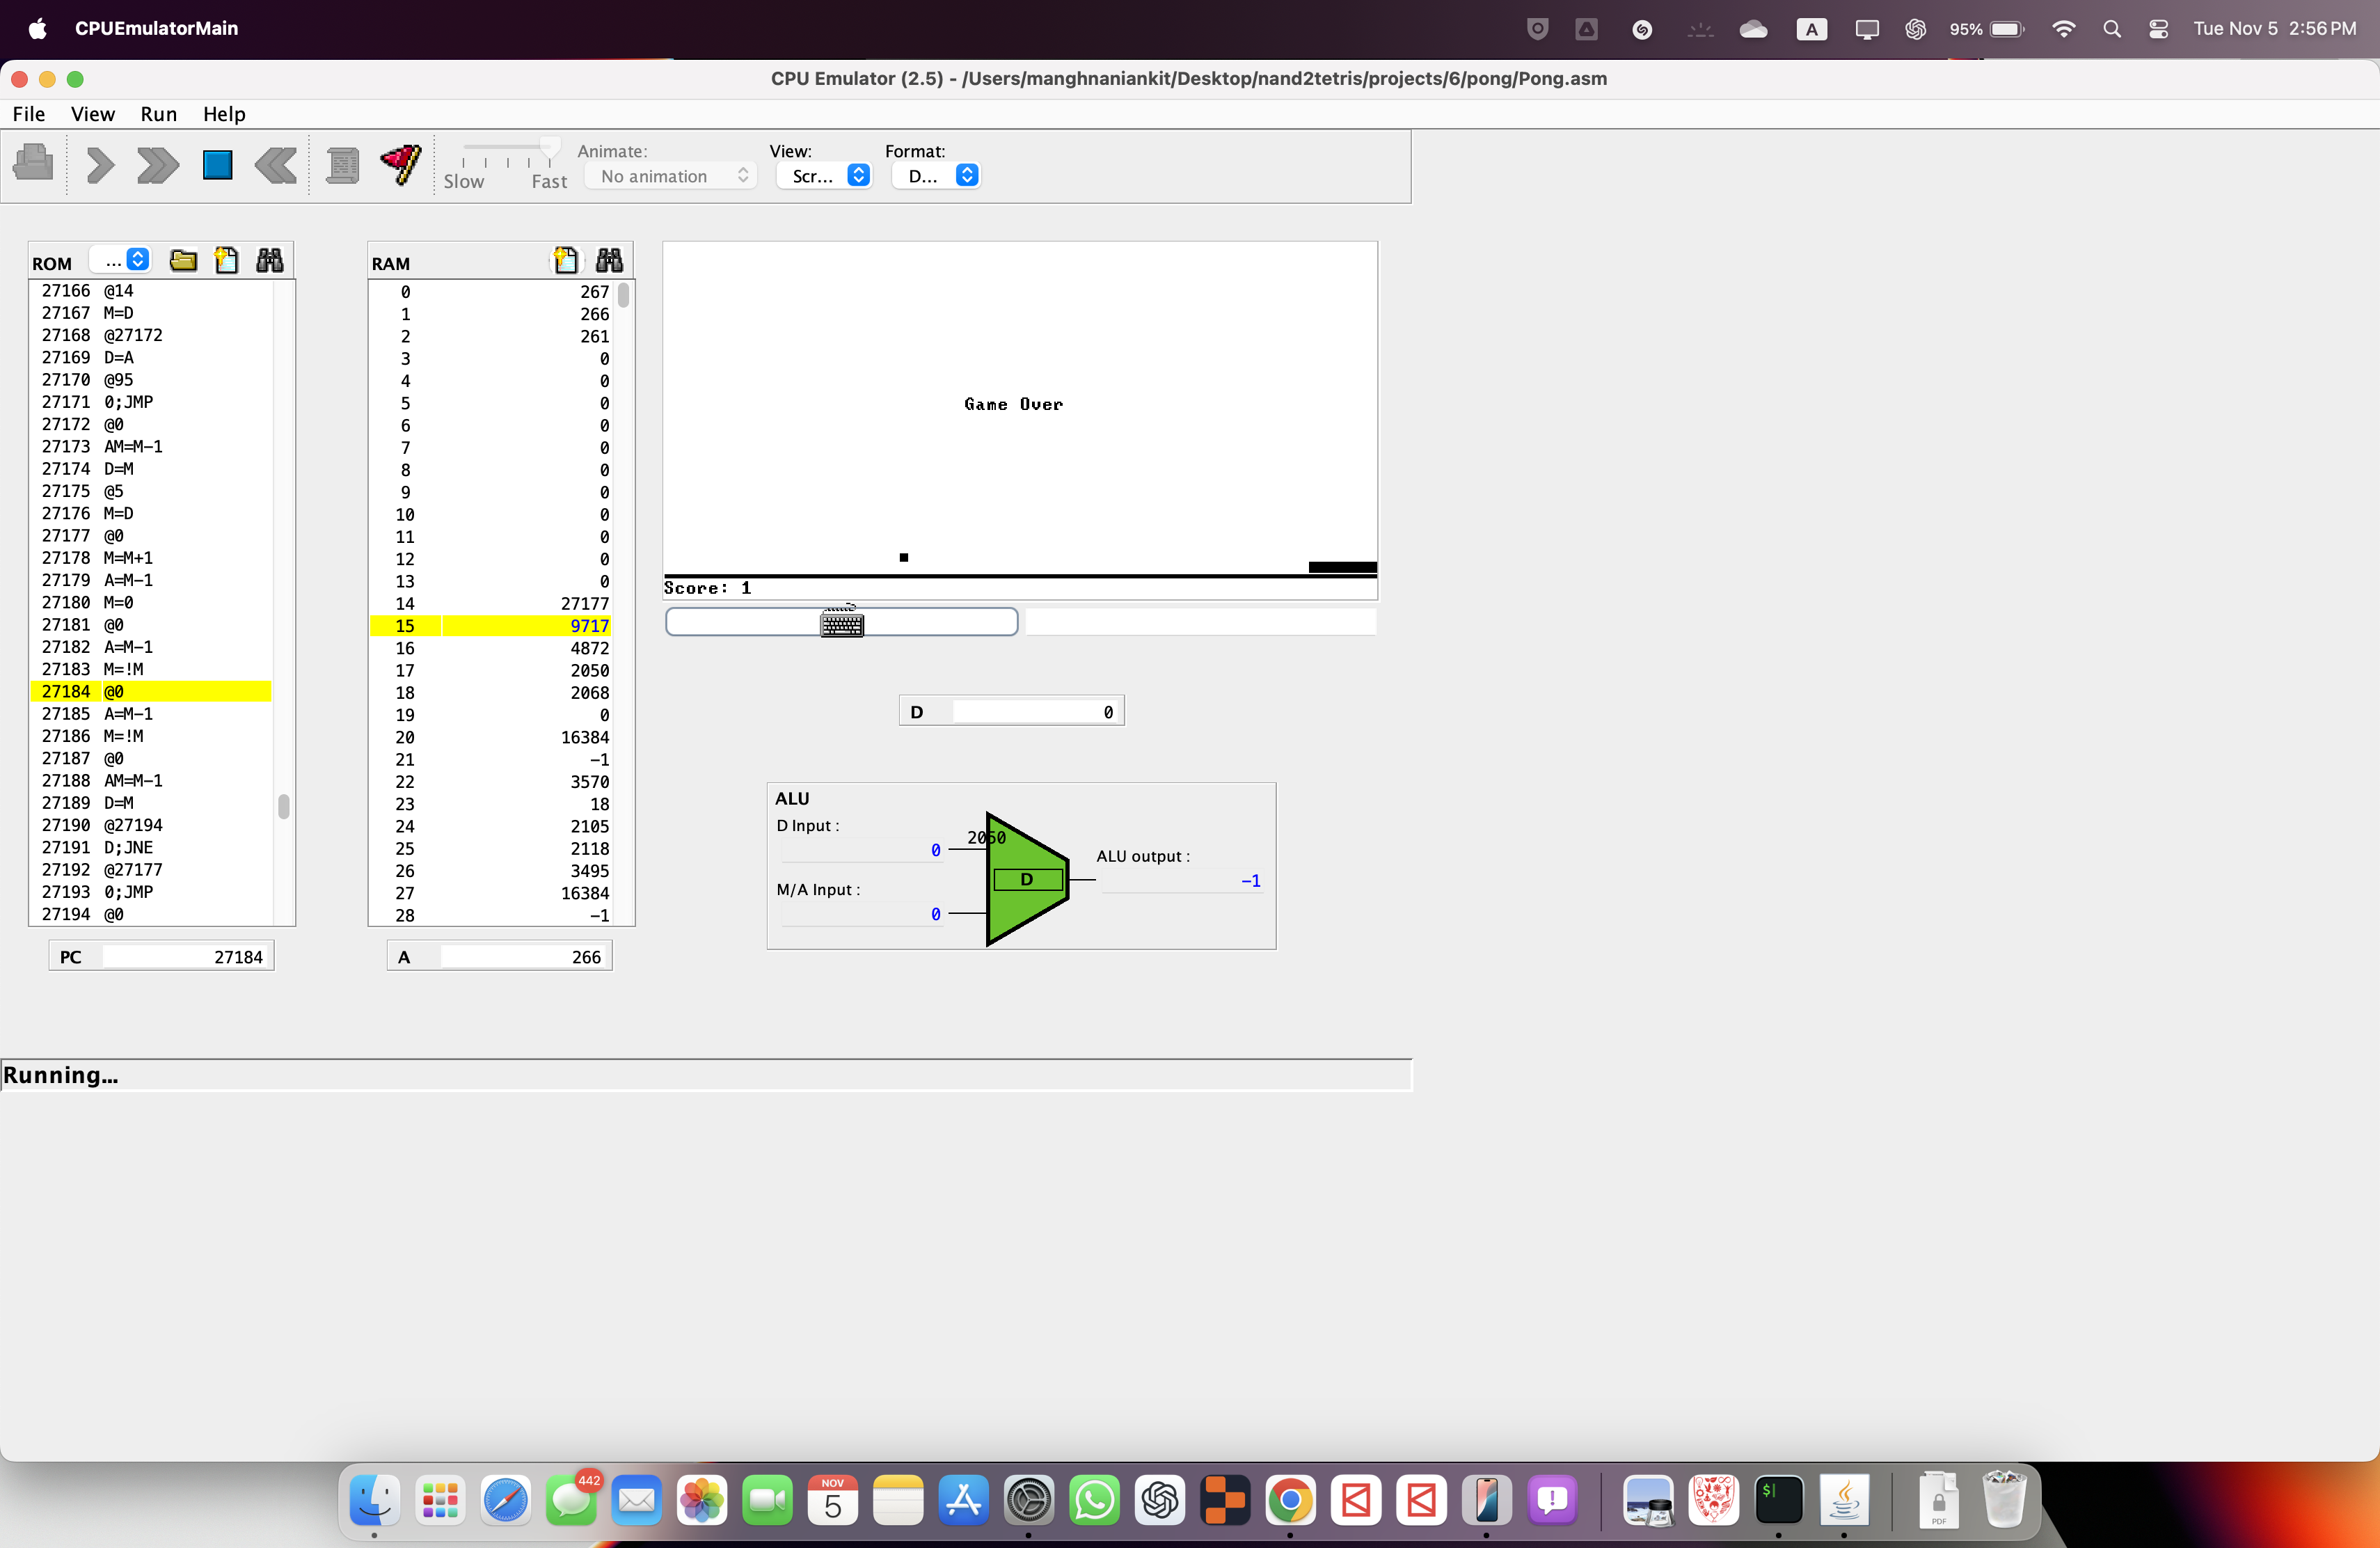 CPUEmulatorMain
A
95%
Tue Nov 5 2:56 PM
CPU Emulator (2.5) - /Users/manghnaniankit/Desktop/nand2tetris/projects/6/pong/Pong.asm
File View Run Help
Animate: View: Format:
Slow Fast No animation Scr... D...
ROM ...
27166 @14
27167 M=D
27168 @27172
27169 D=A
27170 @95
27171 0;JMP
27172 @0
27173 AM=M-1
27174 D=M
27175 @5
27176 M=D
27177 @0
27178 M=M+1
27179 A=M-1
27180 M=0
27181 @0
27182 A=M-1
27183 M=!M
27184 @0
27185 A=M-1
27186 M=!M
27187 @0
27188 AM=M-1
27189 D=M
27190 @27194
27191 D;JNE
27192 @27177
27193 0;JMP
27194 @0
PC 27184
RAM
0 267
1 266
2 261
3 0
4 0
5 0
6 0
7 0
8 0
9 0
10 0
11 0
12 0
13 0
14 27177
15 9717
16 4872
17 2050
18 2068
19 0
20 16384
21 -1
22 3570
23 18
24 2105
25 2118
26 3495
27 16384
28 -1
A 266
Game Over
Score: 1
D 0
ALU
D Input :
0
2050
M/A Input :
0
D
ALU output :
-1
Running...
442
NOV
5
$
PDF